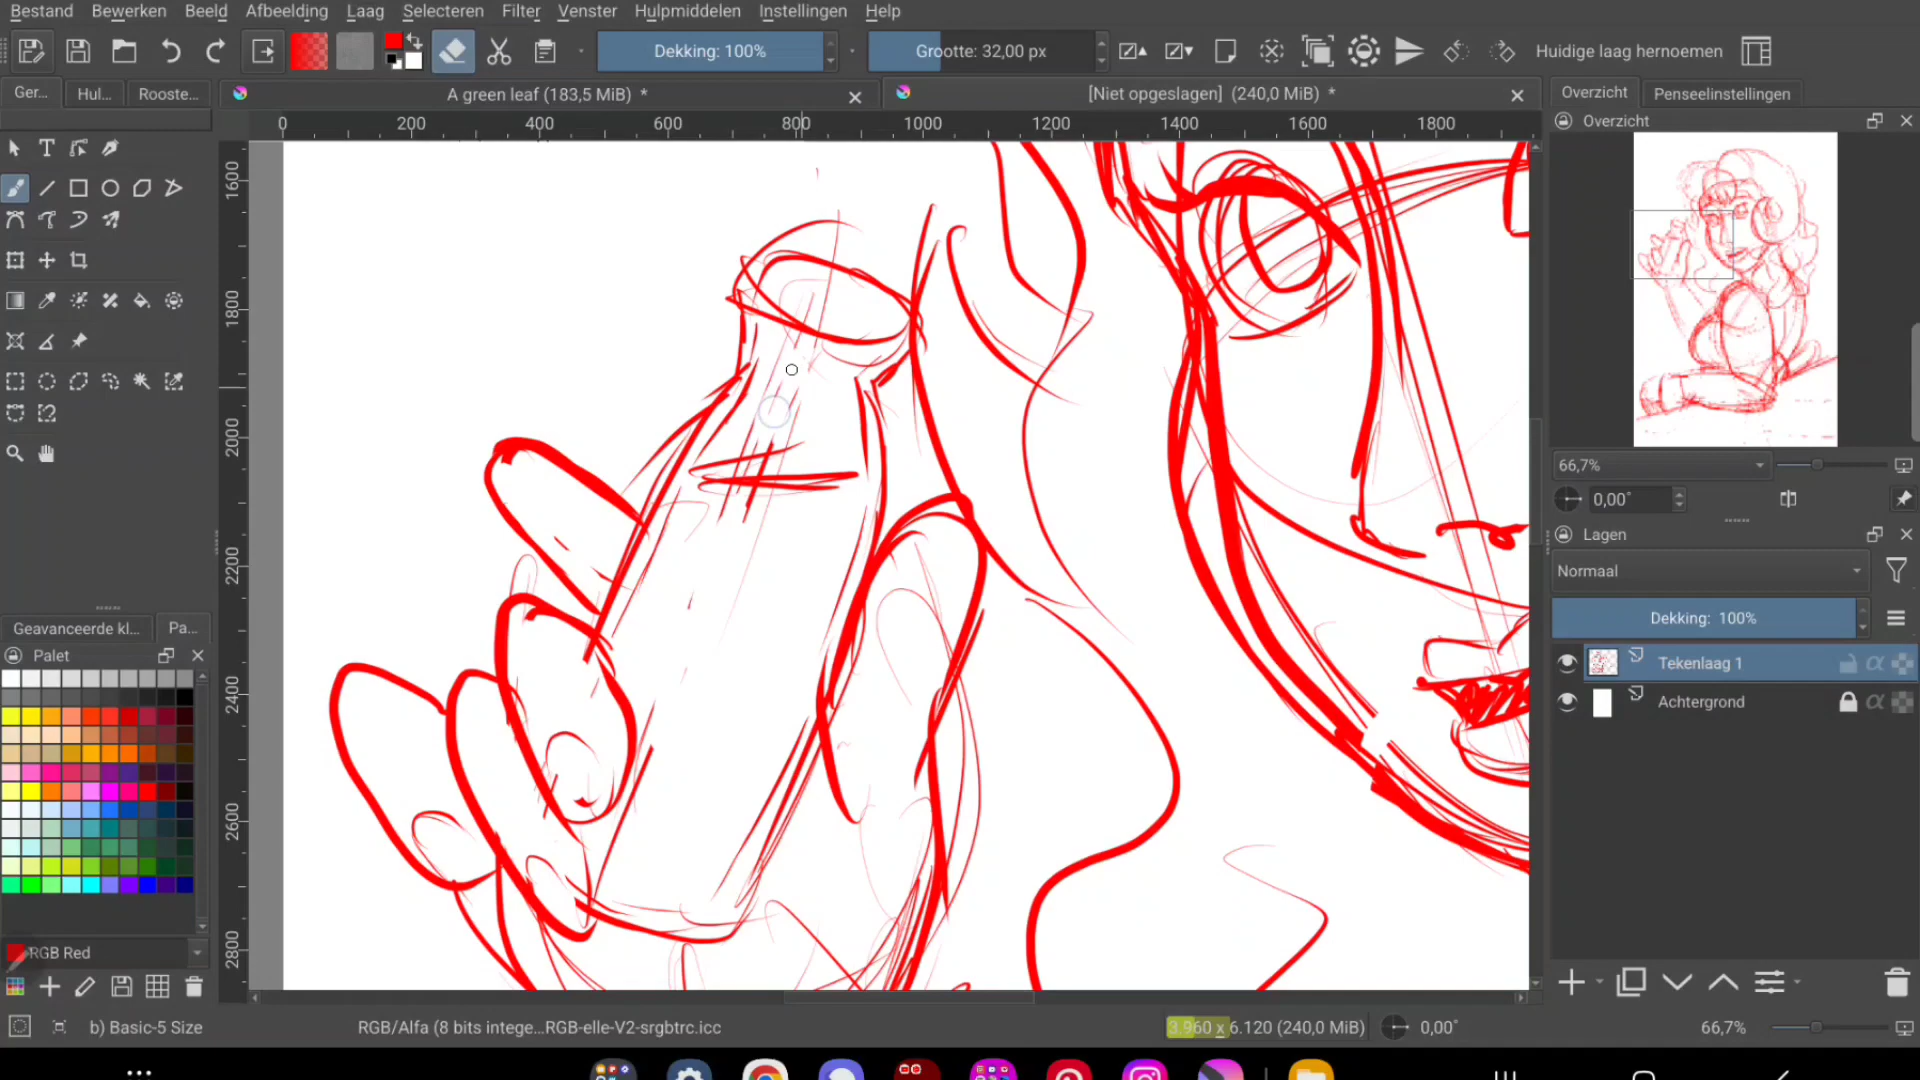 Bestand Bewerken Beeld Afbeelding Laag Selecteren Filter Venster Hulpmiddelen Instellingen Help
Dekking: 100% Grootte: 32,00 px Huidige laag hernoemen
Ger... Hul... Rooste... A green leaf (183,5 MiB) * [Niet opgeslagen] (240,0 MiB) * Overzicht Penseelinstellingen
0 200 400 600 800 1000 1200 1400 1600 1800
Overzicht
1600
1800
2000
2200
2400
2600
2800
66,7%
0,00°
Lagen
Normaal
Dekking: 100%
Tekenlaag 1
Achtergrond
Geavanceerde kl... Pa...
Palet
RGB Red
b) Basic-5 Size RGB/Alfa (8 bits intege...RGB-elle-V2-srgbtrc.icc 3.960 x 6.120 (240,0 MiB) 0,00° 66,7%